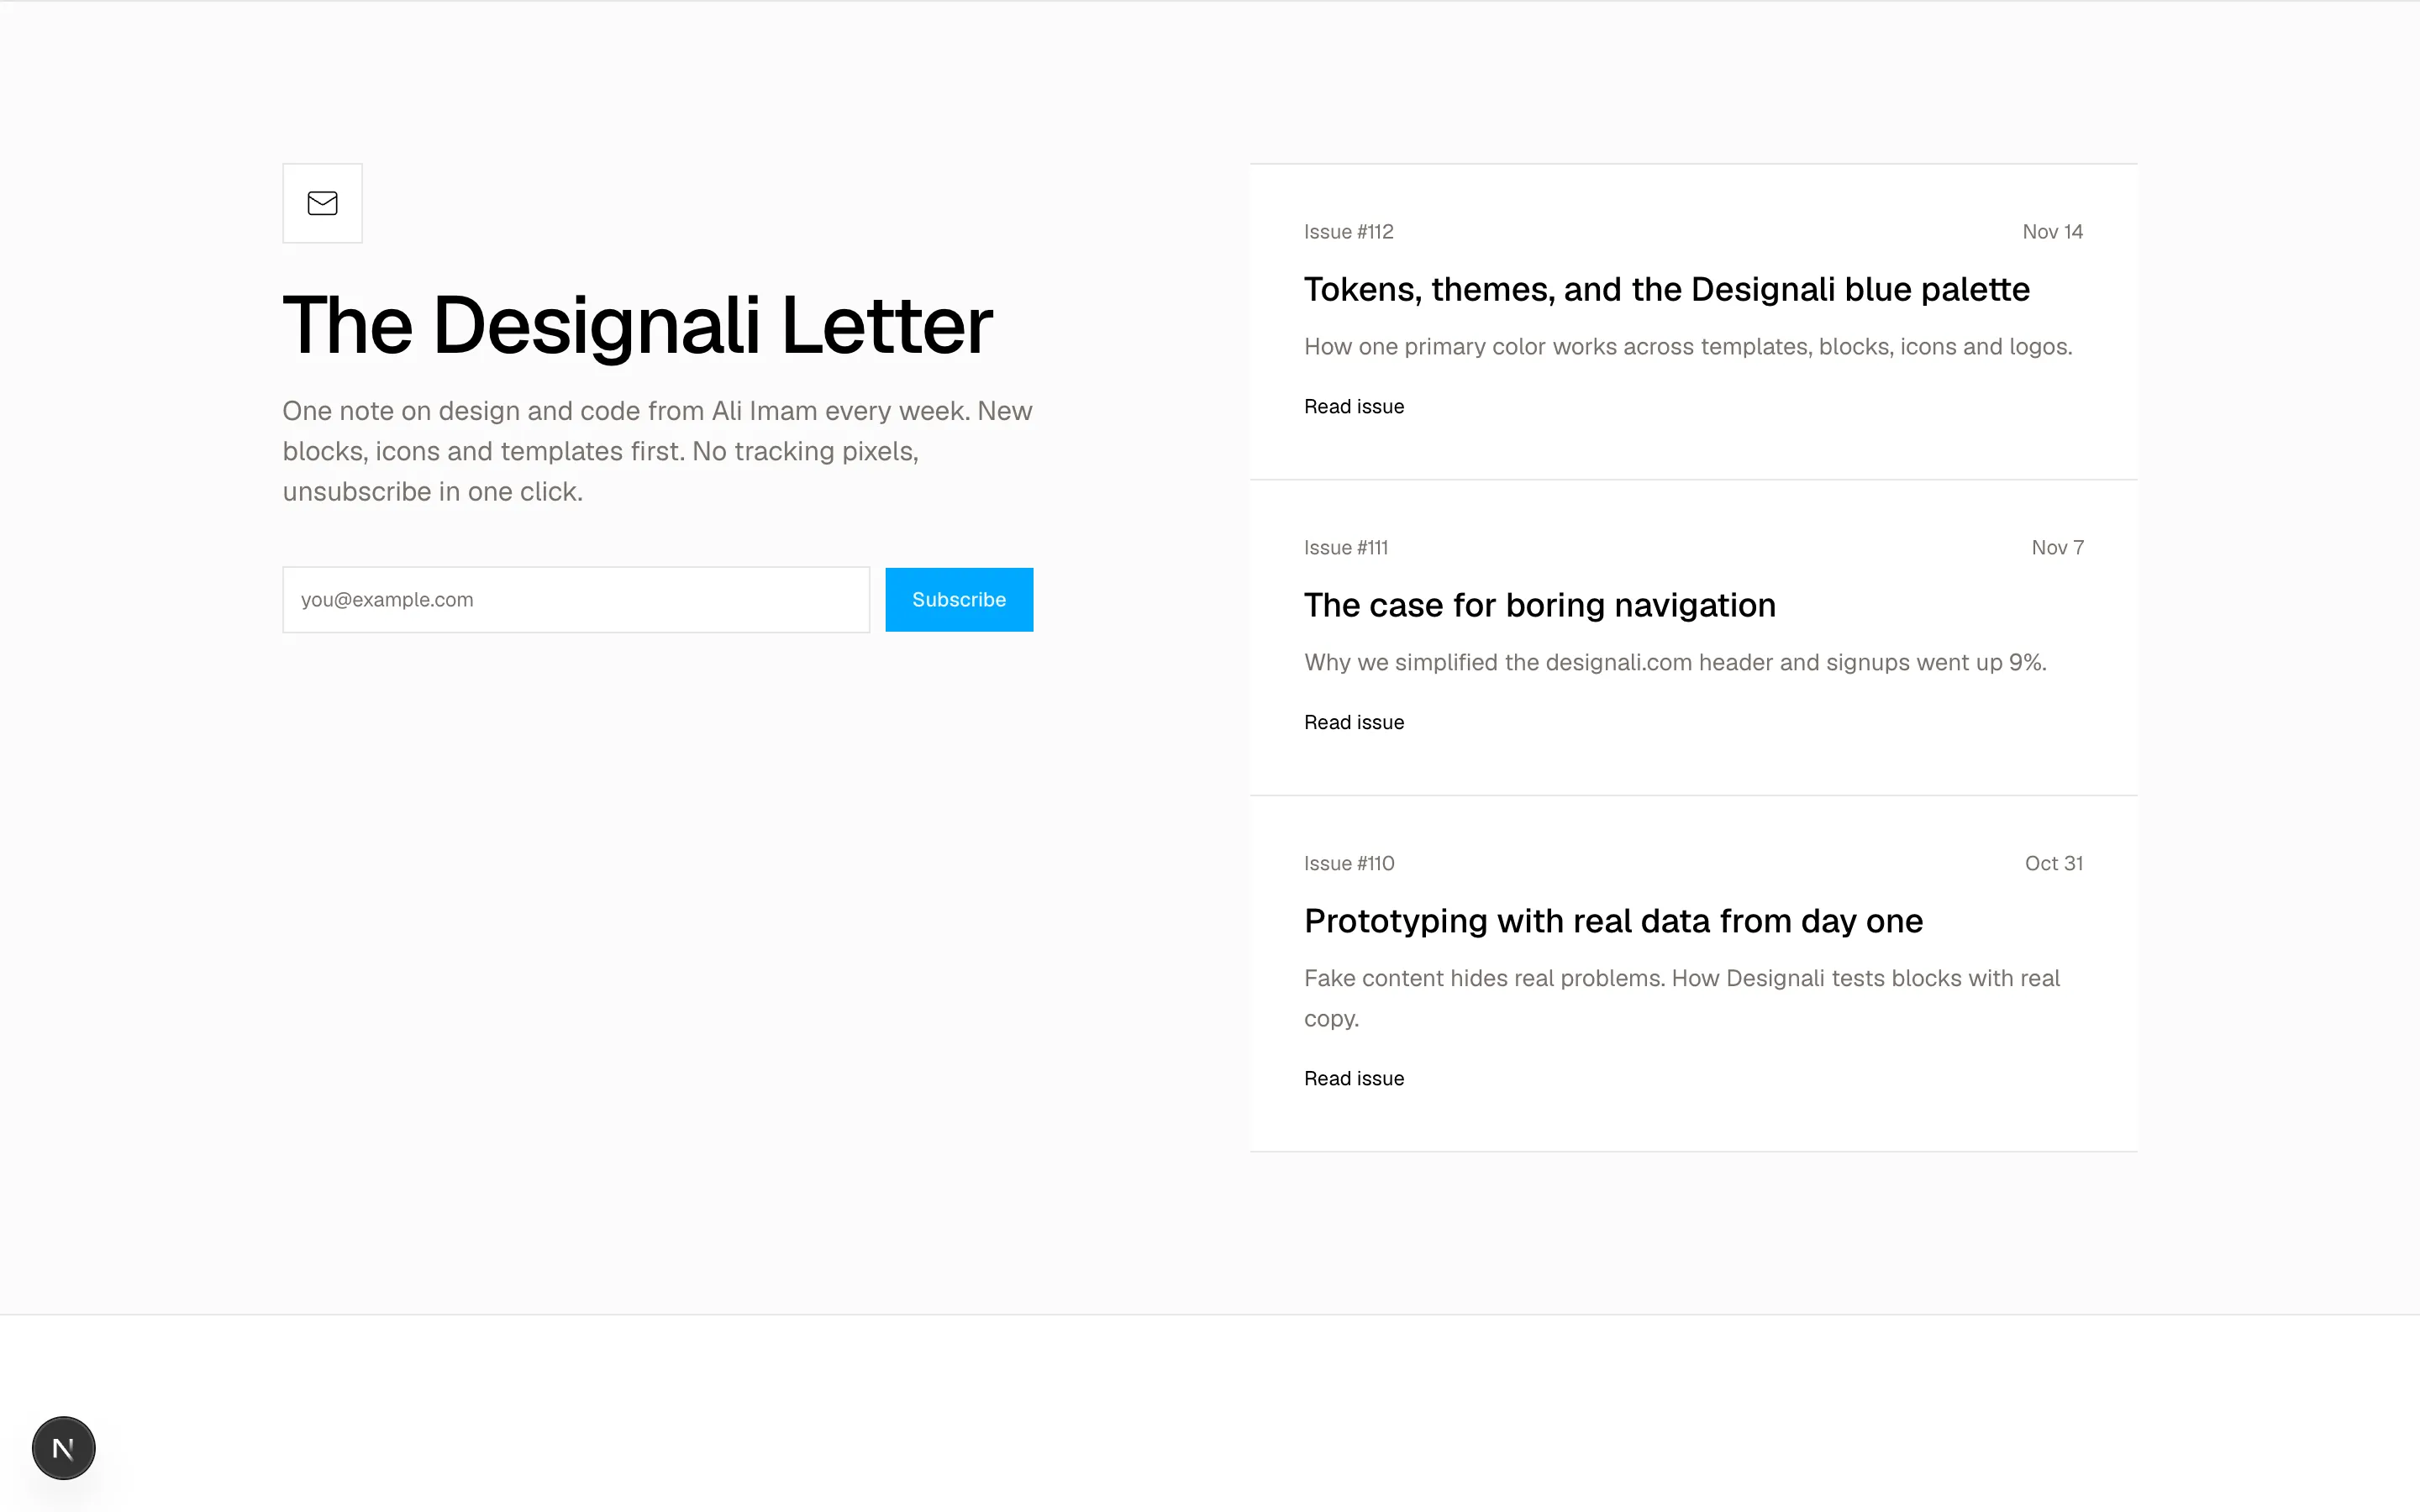 The Designali Letter
One note on design and code from Ali Imam every week. New
blocks, icons and templates first. No tracking pixels,
unsubscribe in one click.
you@example.com
Subscribe
Issue #112
Nov 14
Tokens, themes, and the Designali blue palette
How one primary color works across templates, blocks, icons and logos.
Read issue
Issue #111
Nov 7
The case for boring navigation
Why we simplified the designali.com header and signups went up 9%.
Read issue
Issue #110
Oct 31
Prototyping with real data from day one
Fake content hides real problems. How Designali tests blocks with real
copy.
Read issue
N